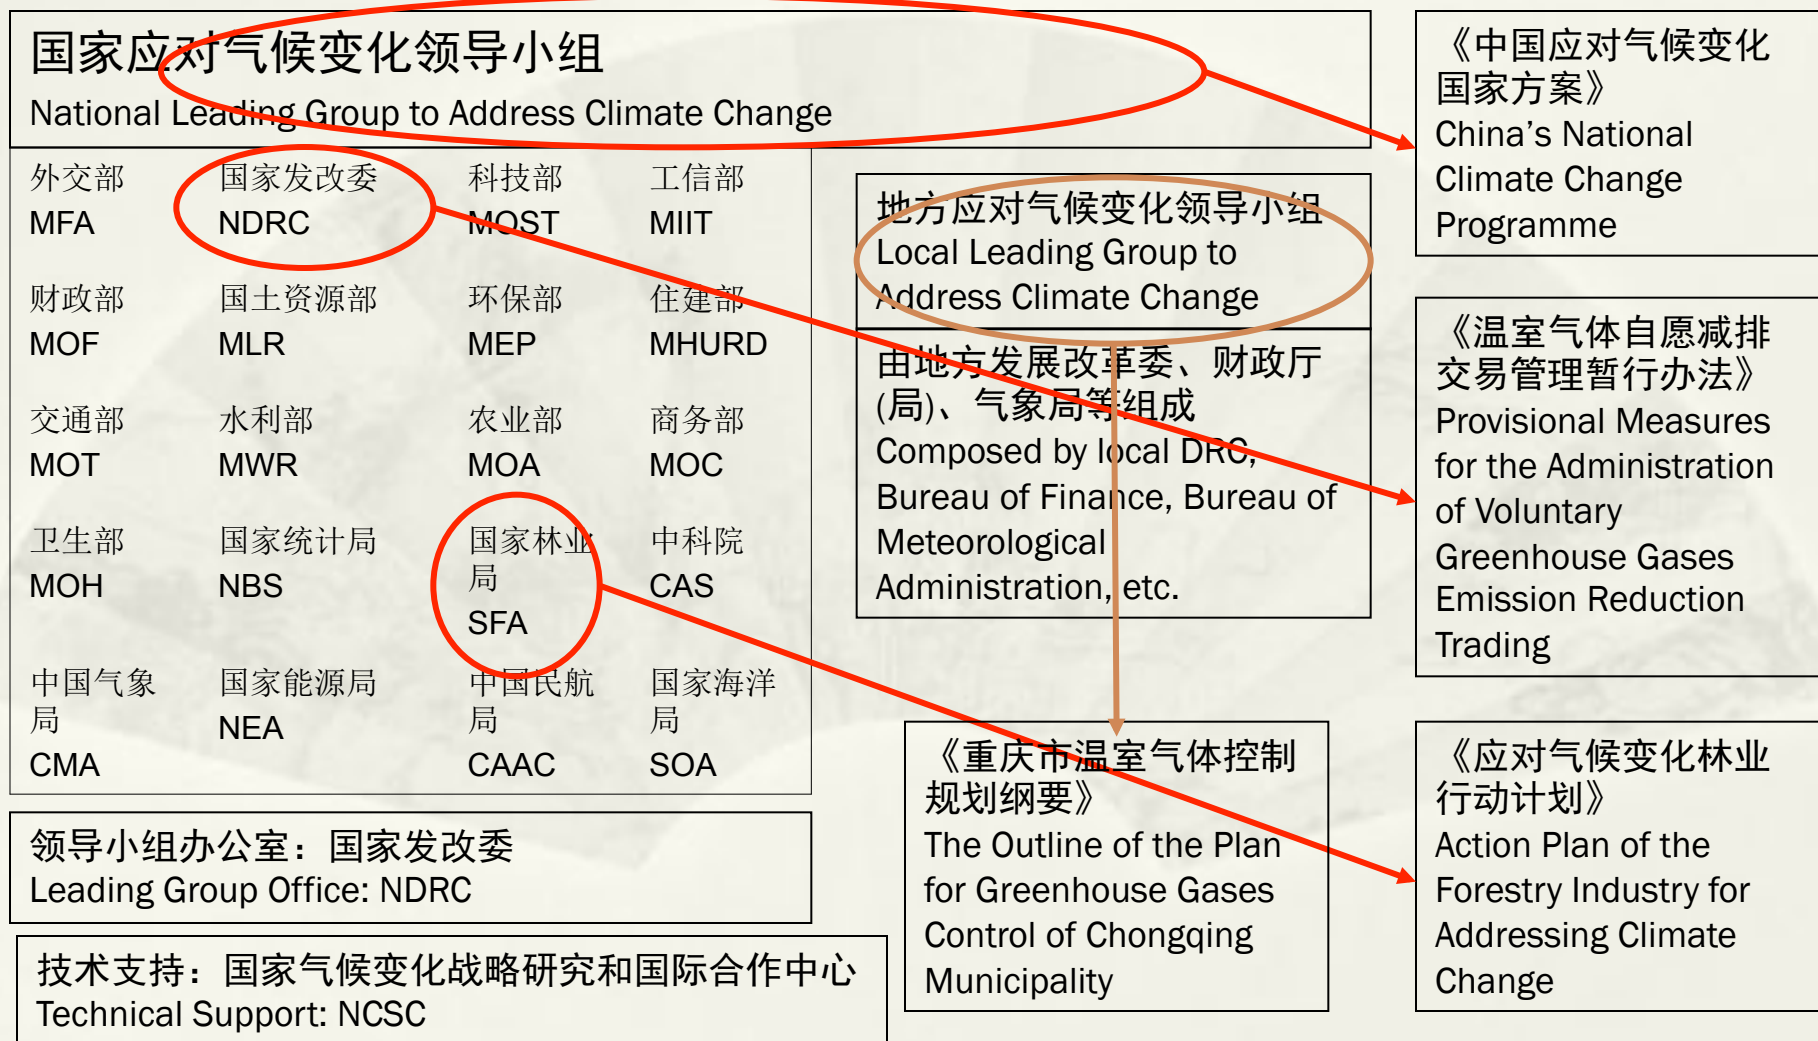 国家应对气候变化领导小组
National Leading Group to Address Climate Change
外交部
MFA
国家发改委
NDRC
科技部
MOST
工信部
MIIT
财政部
MOF
国土资源部
MLR
环保部
MEP
住建部
MHURD
交通部
MOT
水利部
MWR
农业部
MOA
商务部
MOC
卫生部
MOH
国家统计局
NBS
国家林业
局
SFA
中科院
CAS
中国气象
局
CMA
国家能源局
NEA
中国民航
局
CAAC
国家海洋
局
SOA
领导小组办公室：国家发改委
Leading Group Office: NDRC
技术支持：国家气候变化战略研究和国际合作中心
Technical Support: NCSC
地方应对气候变化领导小组
Local Leading Group to
Address Climate Change
由地方发展改革委、财政厅
(局)、气象局等组成
Composed by local DRC,
Bureau of Finance, Bureau of
Meteorological
Administration, etc.
《重庆市温室气体控制
规划纲要》
The Outline of the Plan
for Greenhouse Gases
Control of Chongqing
Municipality
《中国应对气候变化
国家方案》
China’s National
Climate Change
Programme
《温室气体自愿减排
交易管理暂行办法》
Provisional Measures
for the Administration
of Voluntary
Greenhouse Gases
Emission Reduction
Trading
《应对气候变化林业
行动计划》
Action Plan of the
Forestry Industry for
Addressing Climate
Change